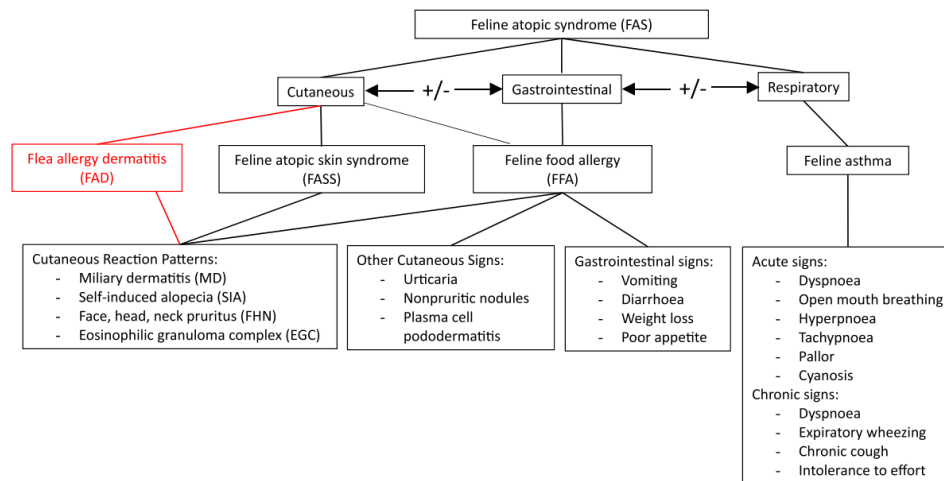 Feline atopic syndrome (FAS)
Cutaneous
+/-
Gastrointestinal
+/-
Respiratory
Flea allergy dermatitis
(FAD)
Feline atopic skin syndrome
(FASS)
Feline food allergy
(FFA)
Feline asthma
Cutaneous Reaction Patterns:
- Miliary dermatitis (MD)
- Self-induced alopecia (SIA)
- Face, head, neck pruritus (FHN)
- Eosinophilic granuloma complex (EGC)
Other Cutaneous Signs:
- Urticaria
- Nonpruritic nodules
- Plasma cell
pododermatitis
Gastrointestinal signs:
- Vomiting
- Diarrhoea
- Weight loss
- Poor appetite
Acute signs:
- Dyspnoea
- Open mouth breathing
- Hyperpnoea
- Tachypnoea
- Pallor
- Cyanosis
Chronic signs:
- Dyspnoea
- Expiratory wheezing
- Chronic cough
- Intolerance to effort